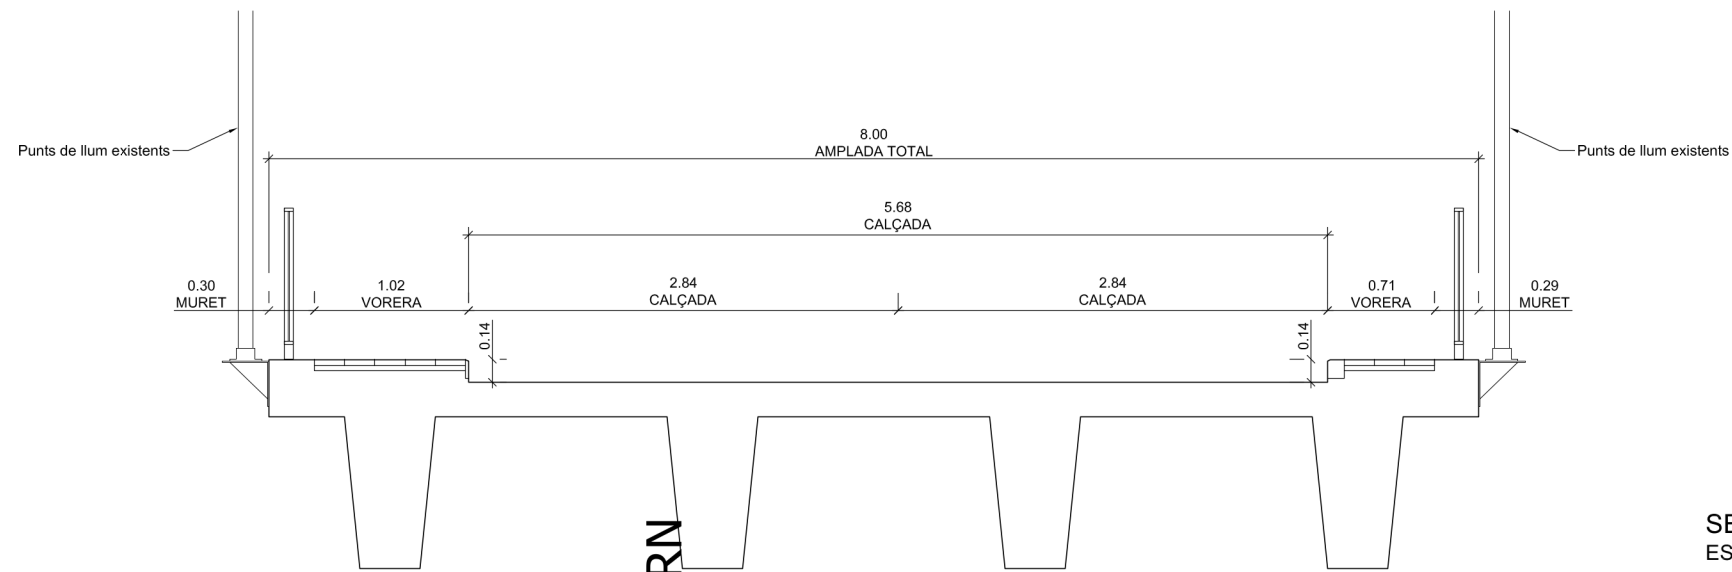 8.00
AMPLADA TOTAL
Punts de llum existents
Punts de llum existents
5.68
CALÇADA
0.30
MURET
1.02
VORERA
2.84
CALÇADA
2.84
CALÇADA
0.71
VORERA
0.29
MURET
0.14
0.14
RN
SE
ES